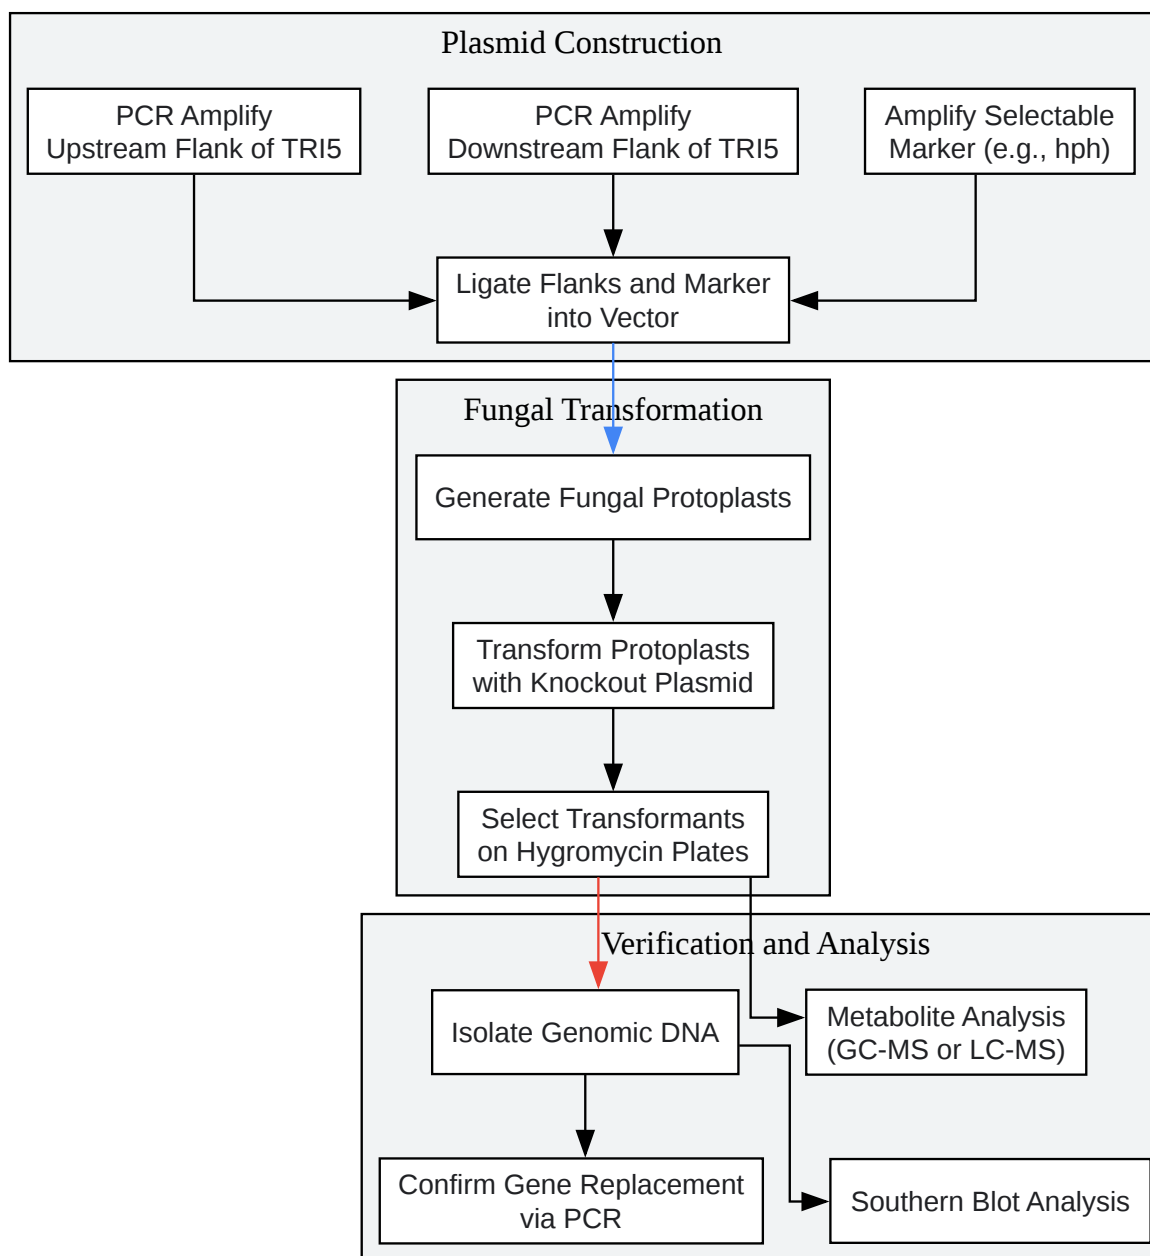 Plasmid Construction
PCR Amplify
Upstream Flank of TRI5
PCR Amplify
Downstream Flank of TRI5
Amplify Selectable
Marker (e.g., hph)
Ligate Flanks and Marker
into Vector
Fungal Transformation
Generate Fungal Protoplasts
Transform Protoplasts
with Knockout Plasmid
Select Transformants
on Hygromycin Plates
Verification and Analysis
Isolate Genomic DNA
Metabolite Analysis
(GC-MS or LC-MS)
Confirm Gene Replacement
via PCR
Southern Blot Analysis